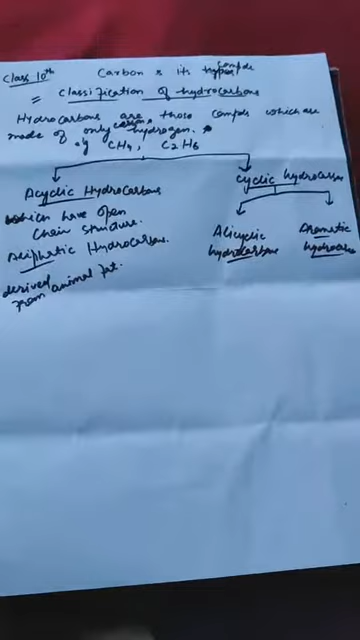 Class 10th
Carbon & its types compds
= classification of hydrocarbons
Hydrocarbons are those compds which are
made of only carbon & hydrogen.
eg CH4, C2H6
Acyclic Hydrocarbons
cyclic hydrocarbons
which have open
chain structure.
Aliphatic Hydrocarbons.
derived
from animal fat.
Alicyclic
hydrocarbons
Aromatic
hydrocarbons